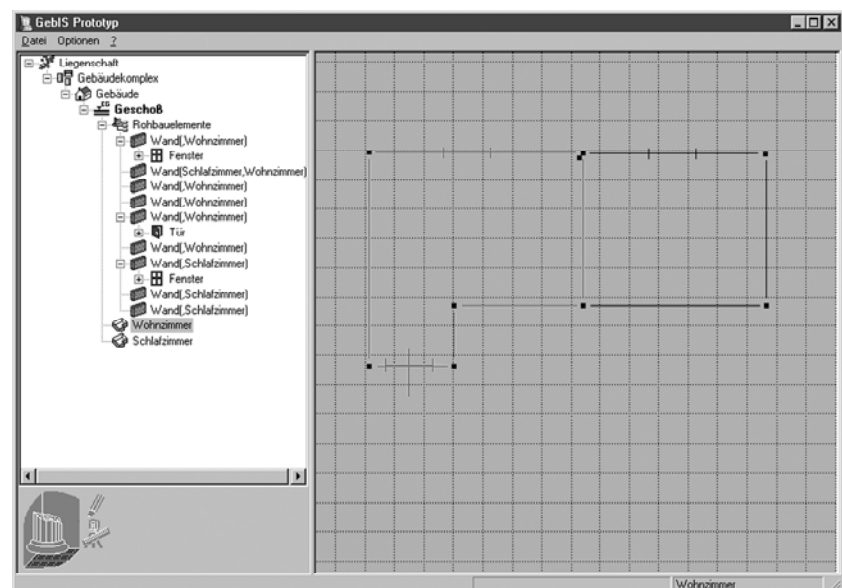 GebIS Prototyp
Datei Optionen ?
Liegenschaft
Gebäudekomplex
Gebäude
EG Geschoß
Rohbauelemente
Wand(,Wohnzimmer)
Fenster
Wand(Schlafzimmer,Wohnzimmer)
Wand(,Wohnzimmer)
Wand(,Wohnzimmer)
Wand(,Wohnzimmer)
Tür
Wand(,Wohnzimmer)
Wand(,Schlafzimmer)
Fenster
Wand(,Schlafzimmer)
Wand(,Schlafzimmer)
Wohnzimmer
Schlafzimmer
Wohnzimmer